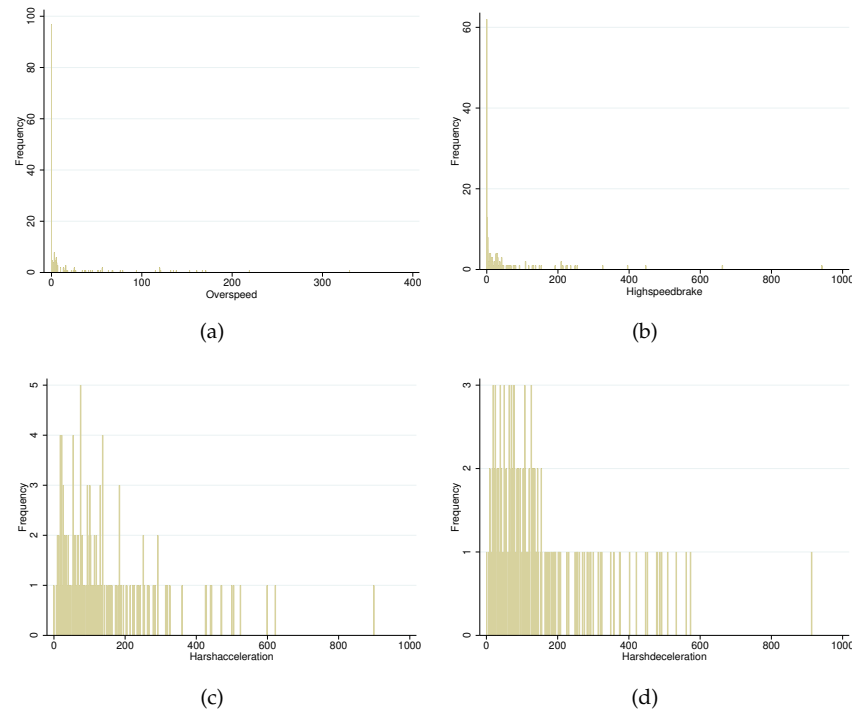 Frequency
0 20 40 60 80 100
0 100 200 300 400
Overspeed
(a)
Frequency
0 20 40 60
0 200 400 600 800 1000
Highspeedbrake
(b)
Frequency
0 1 2 3 4 5
0 200 400 600 800 1000
Harshacceleration
(c)
Frequency
0 1 2 3
0 200 400 600 800 1000
Harshdeceleration
(d)